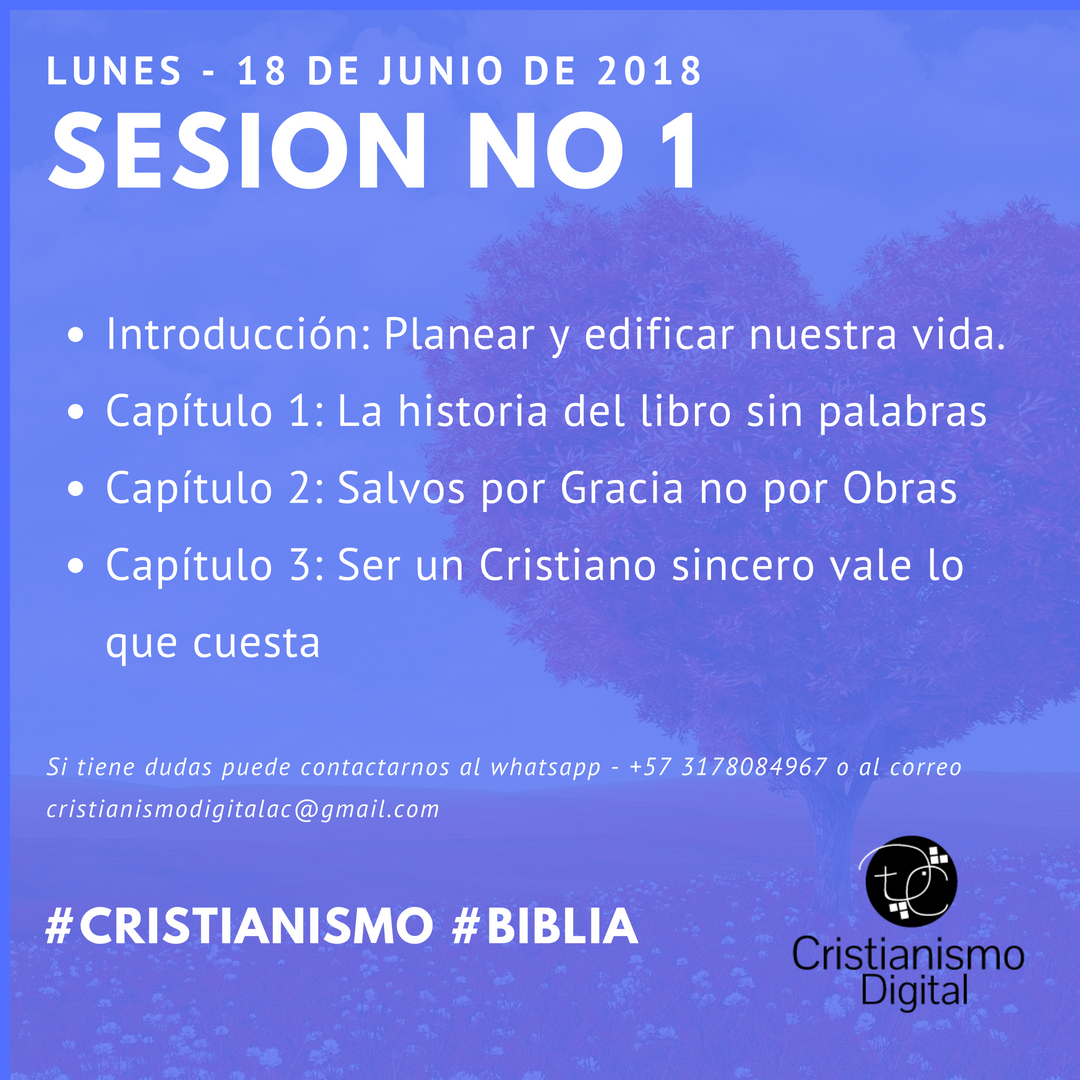 LUNES - 18 DE JUNIO DE 2018
SESION NO 1
• Introducción: Planear y edificar nuestra vida.
• Capítulo 1: La historia del libro sin palabras
• Capítulo 2: Salvos por Gracia no por Obras
• Capítulo 3: Ser un Cristiano sincero vale lo
que cuesta
Si tiene dudas puede contactarnos al whatsapp - +57 3178084967 o al correo
cristianismodigitalac@gmail.com
#CRISTIANISMO #BIBLIA
Cristianismo
Digital